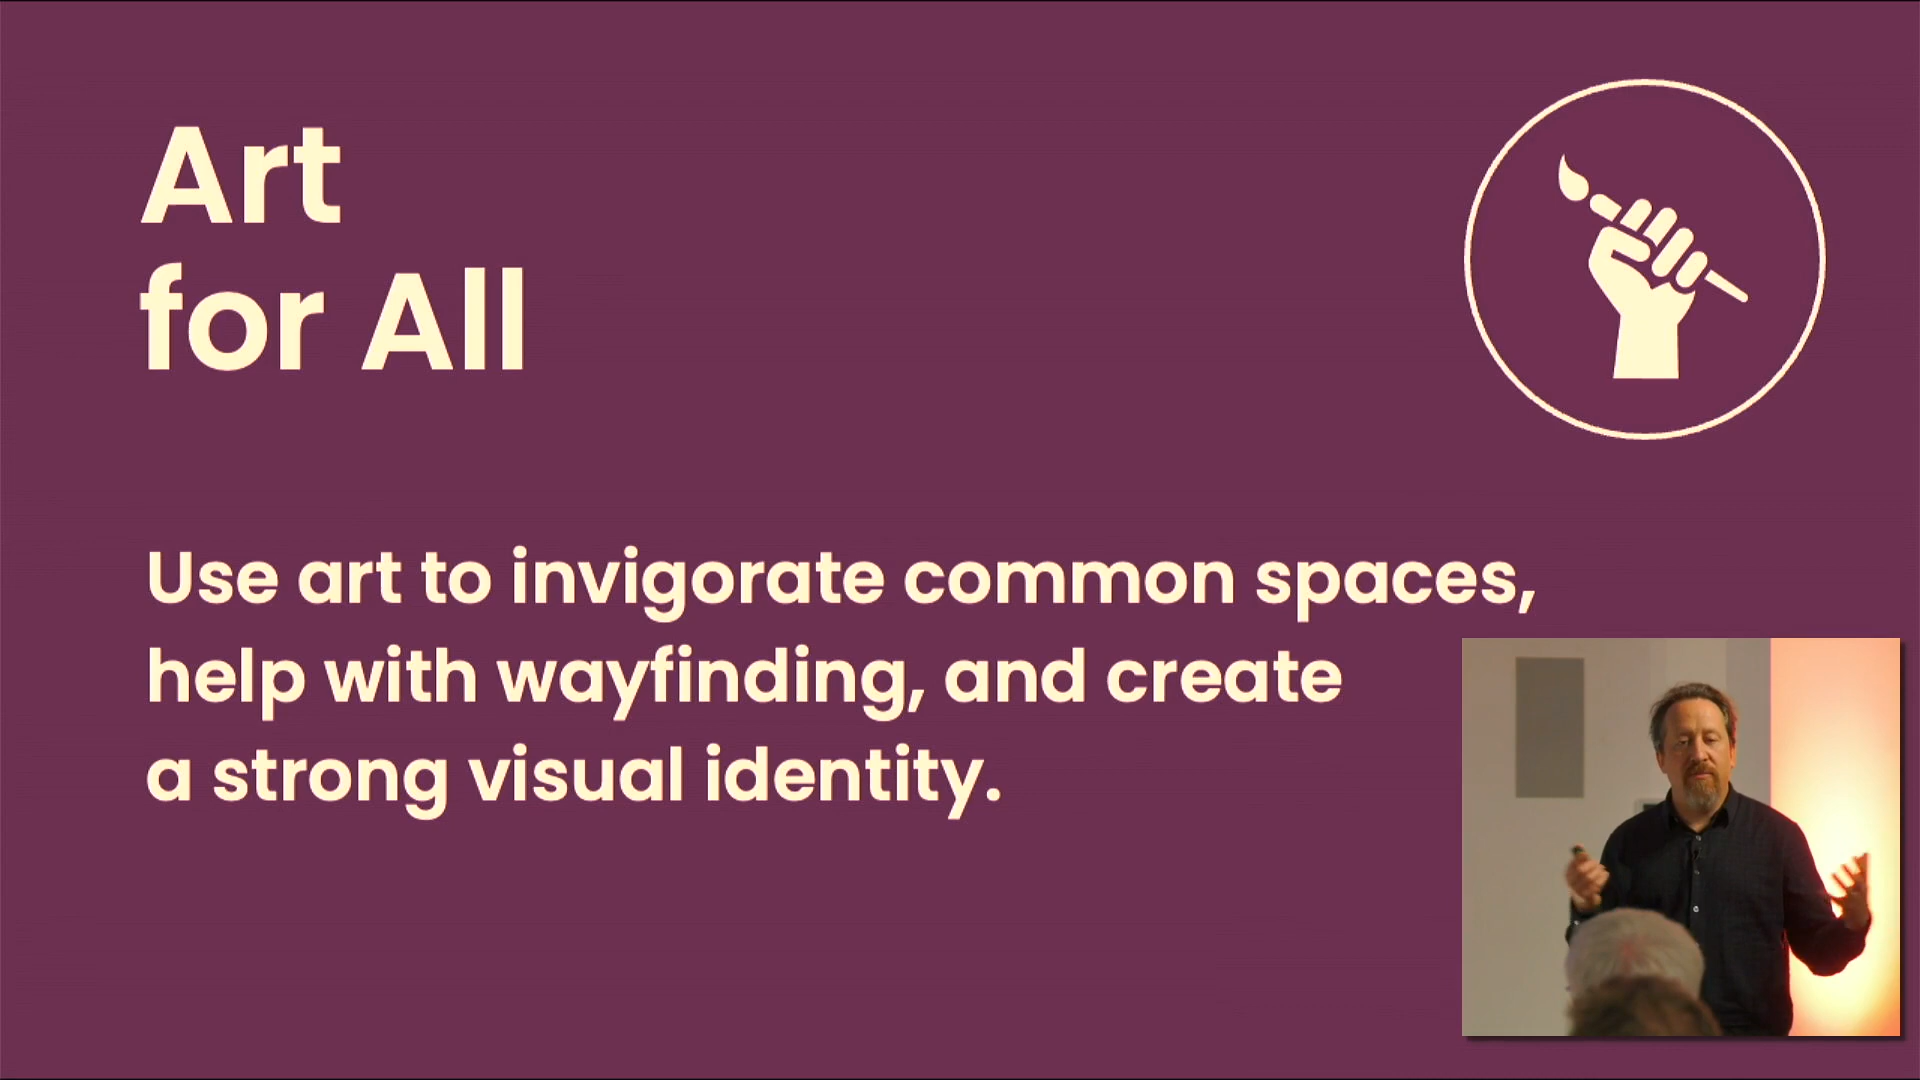 Art
for All
Use art to invigorate common spaces,
help with wayfinding, and create
a strong visual identity.